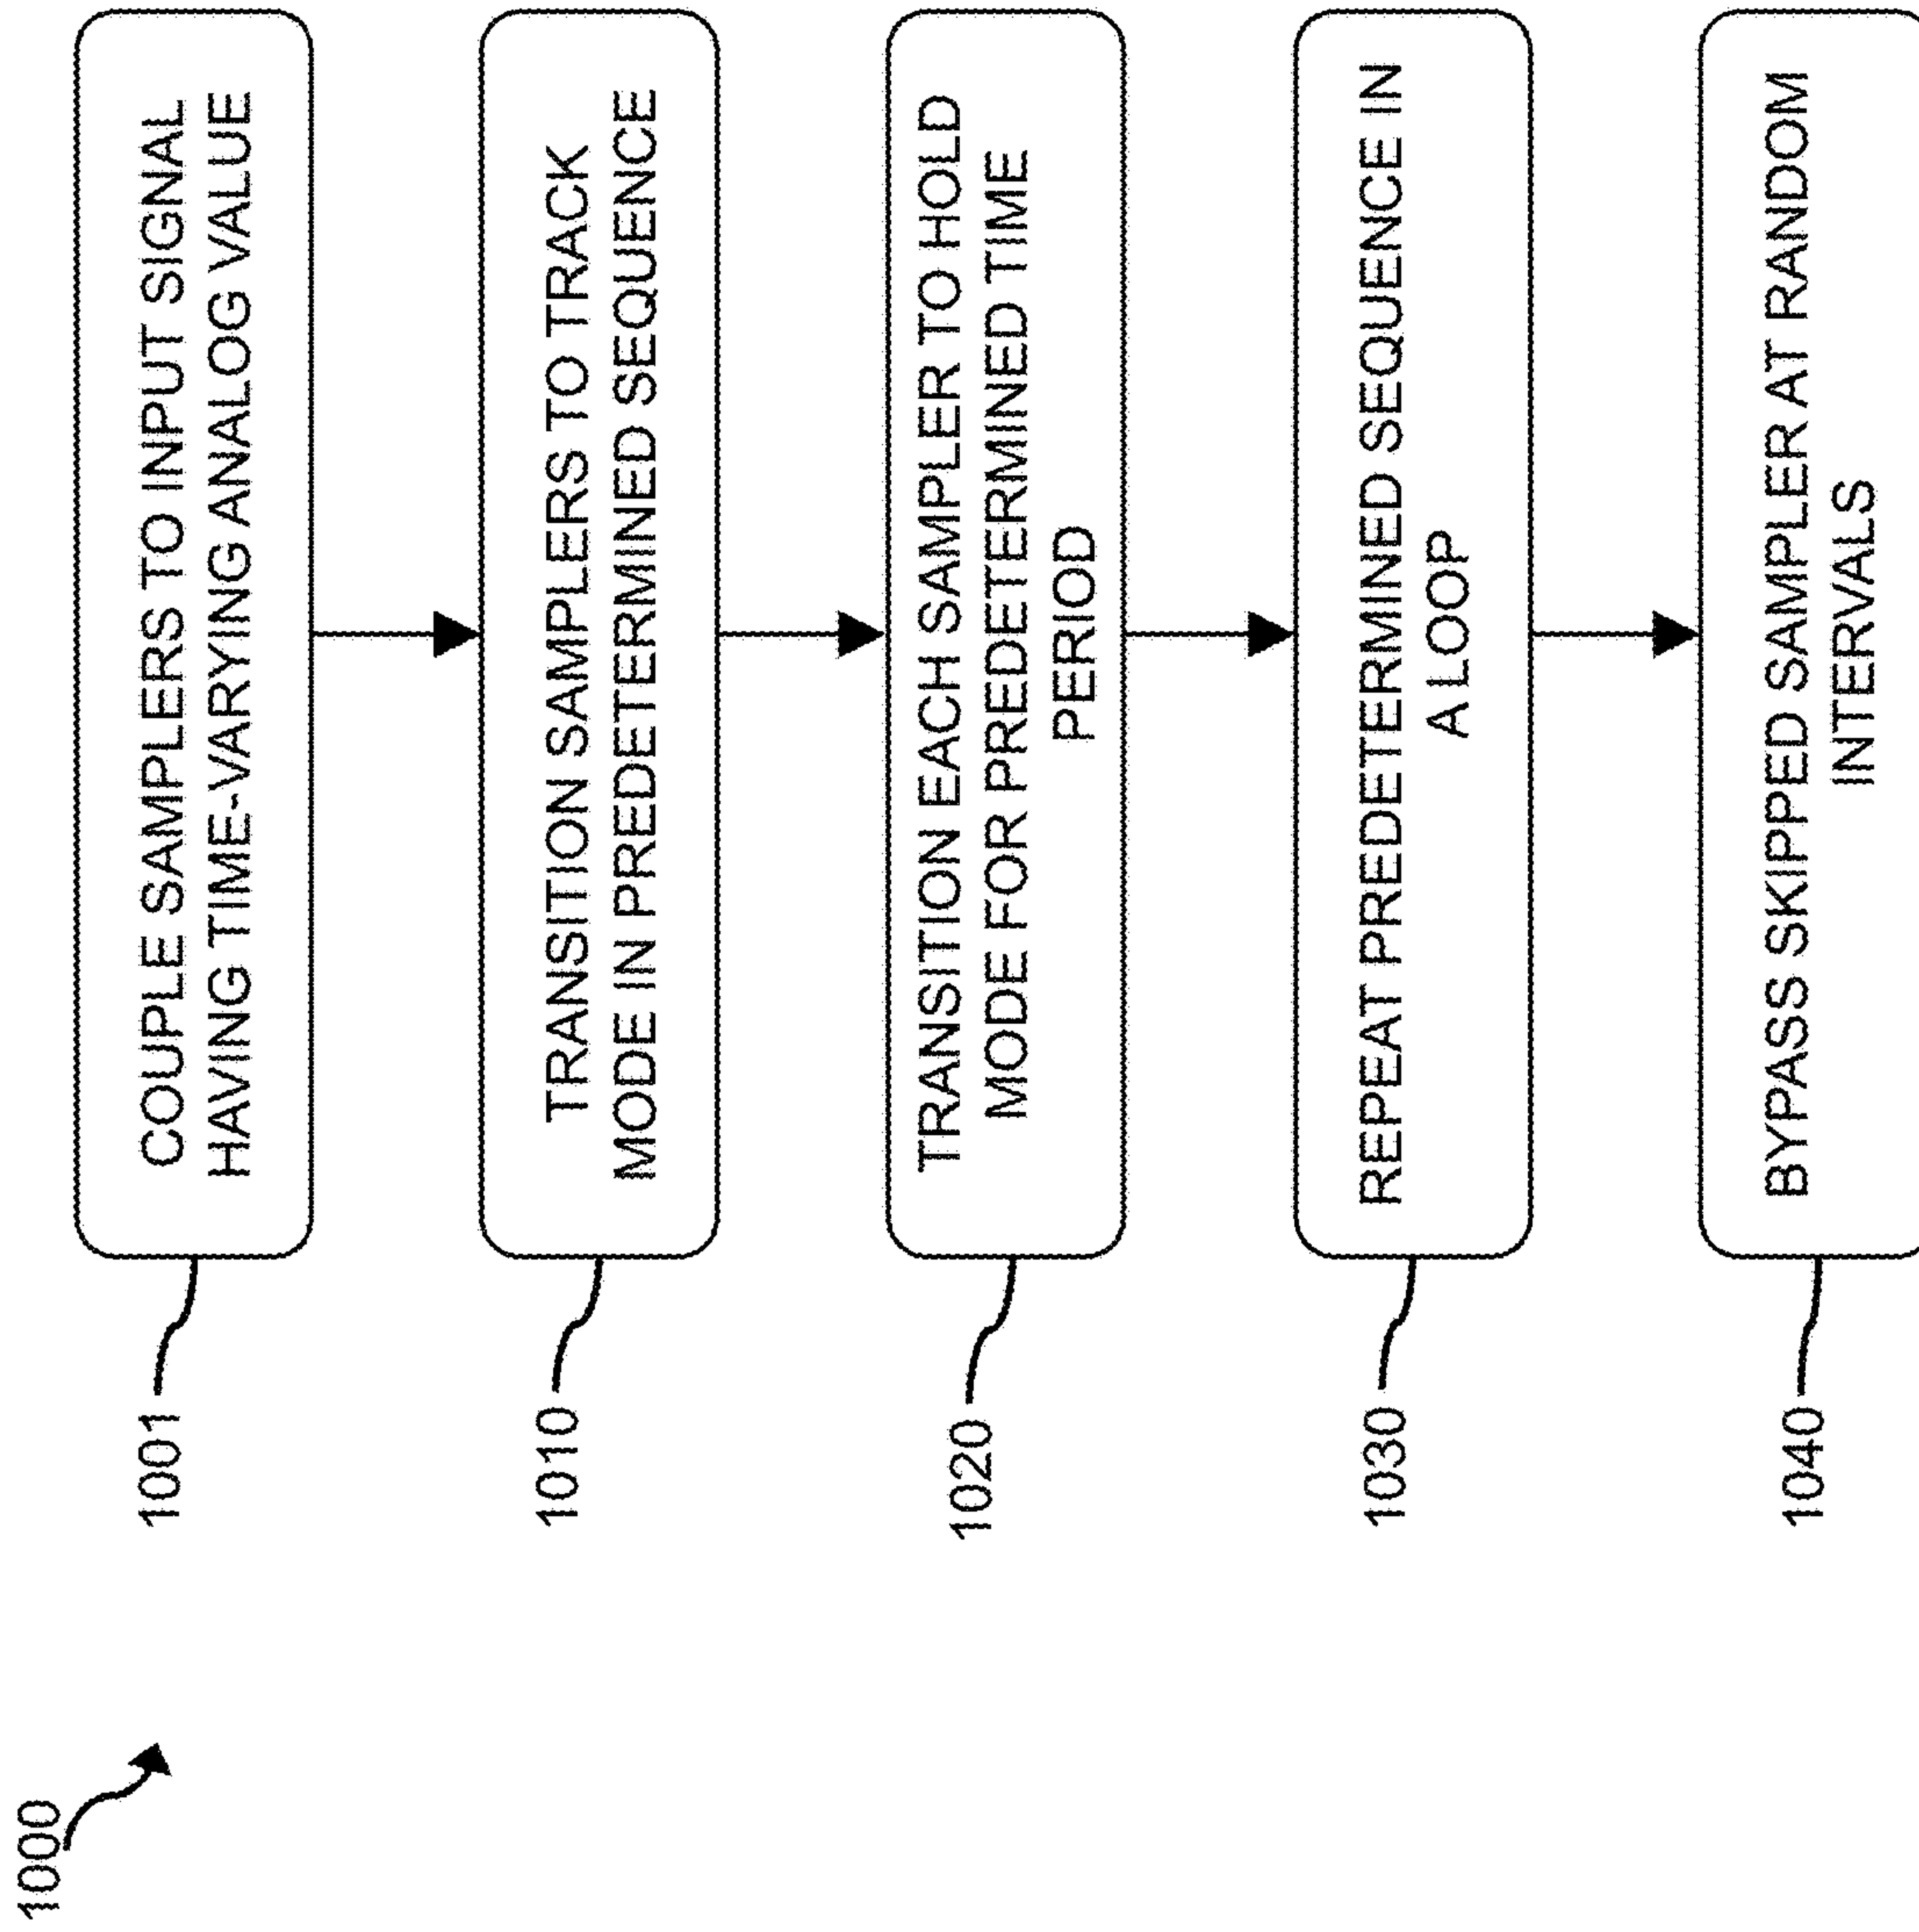 1000
1001
COUPLE SAMPLERS TO INPUT SIGNAL
HAVING TIME-VARYING ANALOG VALUE
1010
TRANSITION SAMPLERS TO TRACK
MODE IN PREDETERMINED SEQUENCE
1020
TRANSITION EACH SAMPLER TO HOLD
MODE FOR PREDETERMINED TIME
PERIOD
1030
REPEAT PREDETERMINED SEQUENCE IN
A LOOP
1040
BYPASS SKIPPED SAMPLER AT RANDOM
INTERVALS